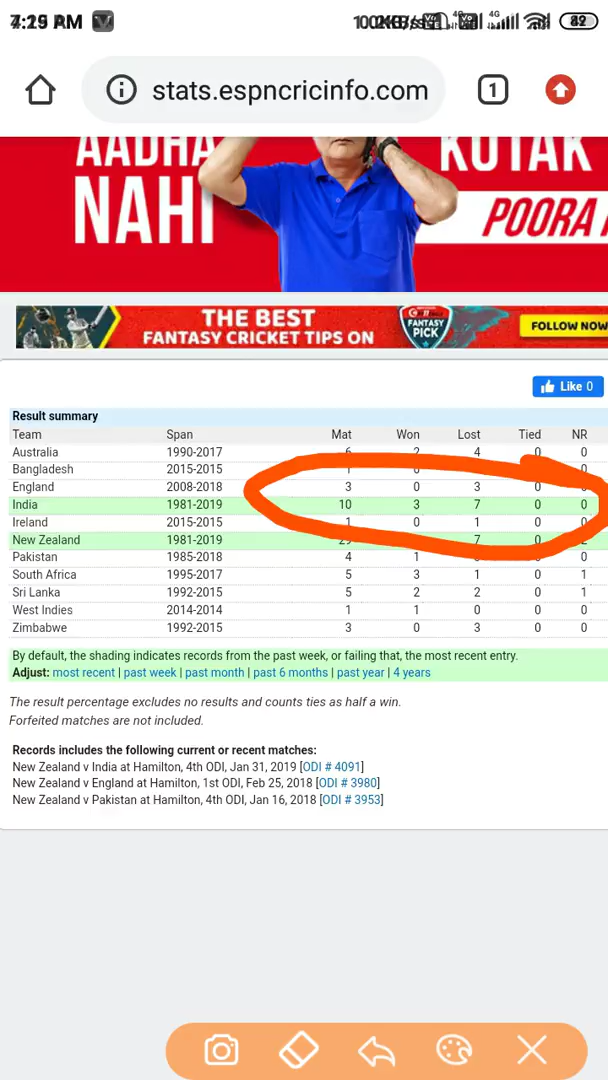 stats.espncricinfo.com
1
AADHA
NAHI
KOTAK
POORA
THE BEST
FANTASY CRICKET TIPS ON
FANTASY
PICK
FOLLOW NOW
Like 0
Result summary
Team Span Mat Won Lost Tied NR
Australia 1990-2017 6 2 4 0 0
Bangladesh 2015-2015 1 0
England 2008-2018 3 0 3 0
India 1981-2019 10 3 7 0 0
Ireland 2015-2015 1 0 1 0 0
New Zealand 1981-2019 7 0
Pakistan 1985-2018 4 1 0 0
South Africa 1995-2017 5 3 1 0 1
Sri Lanka 1992-2015 5 2 2 0 1
West Indies 2014-2014 1 1 0 0 0
Zimbabwe 1992-2015 3 0 3 0 0
By default, the shading indicates records from the past week, or failing that, the most recent entry.
Adjust: most recent | past week | past month | past 6 months | past year | 4 years
The result percentage excludes no results and counts ties as half a win.
Forfeited matches are not included.
Records includes the following current or recent matches:
New Zealand v India at Hamilton, 4th ODI, Jan 31, 2019 [ODI # 4091]
New Zealand v England at Hamilton, 1st ODI, Feb 25, 2018 [ODI # 3980]
New Zealand v Pakistan at Hamilton, 4th ODI, Jan 16, 2018 [ODI # 3953]